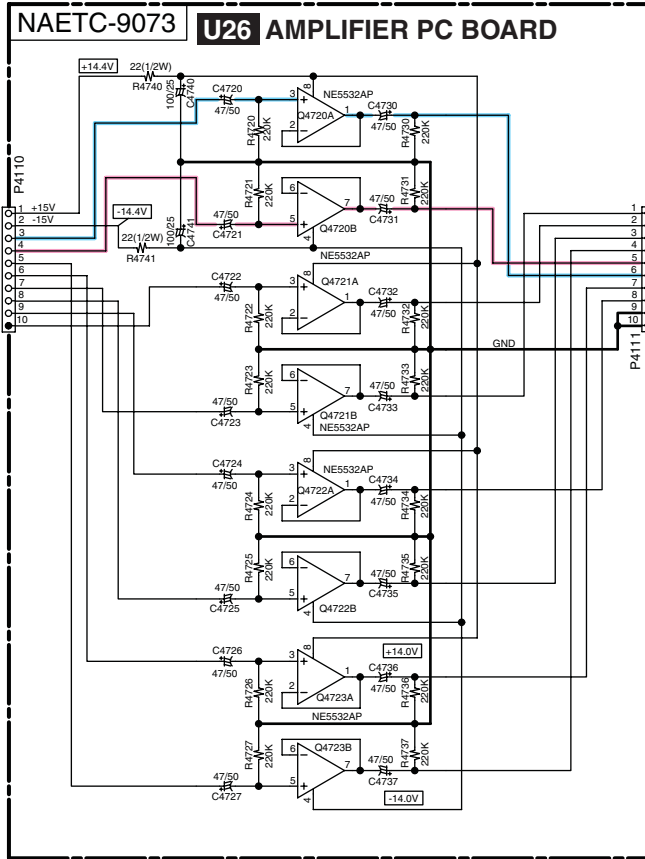 NAETC-9073
U26 AMPLIFIER PC BOARD
+14.4V
22(1/2W)
R4740
100/25
C4740
C4720
47/50
R4720
220K
3
+
2
−
8
1
NE5532AP
Q4720A
C4730
47/50
R4730
220K
P4110
1 +15V
2 -15V
3
4
5
6
7
8
9
10
-14.4V
22(1/2W)
R4741
100/25
C4741
R4721
220K
47/50
C4721
6
−
5
+
7
4
Q4720B
NE5532AP
R4731
220K
47/50
C4731
C4722
47/50
R4722
220K
3
+
2
−
8
1
Q4721A
C4732
47/50
R4732
220K
GND
R4723
220K
47/50
C4723
6
−
5
+
7
4
Q4721B
NE5532AP
R4733
220K
47/50
C4733
C4724
47/50
R4724
220K
3
+
2
−
8
1
NE5532AP
Q4722A
C4734
47/50
R4734
220K
R4725
220K
47/50
C4725
6
−
5
+
7
4
Q4722B
R4735
220K
47/50
C4735
C4726
47/50
R4726
220K
3
+
2
−
8
1
Q4723A
NE5532AP
+14.0V
C4736
47/50
R4736
220K
R4727
220K
47/50
C4727
6
−
5
+
7
4
Q4723B
R4737
220K
47/50
C4737
-14.0V
1
2
3
4
5
6
7
8
9
10
P4111